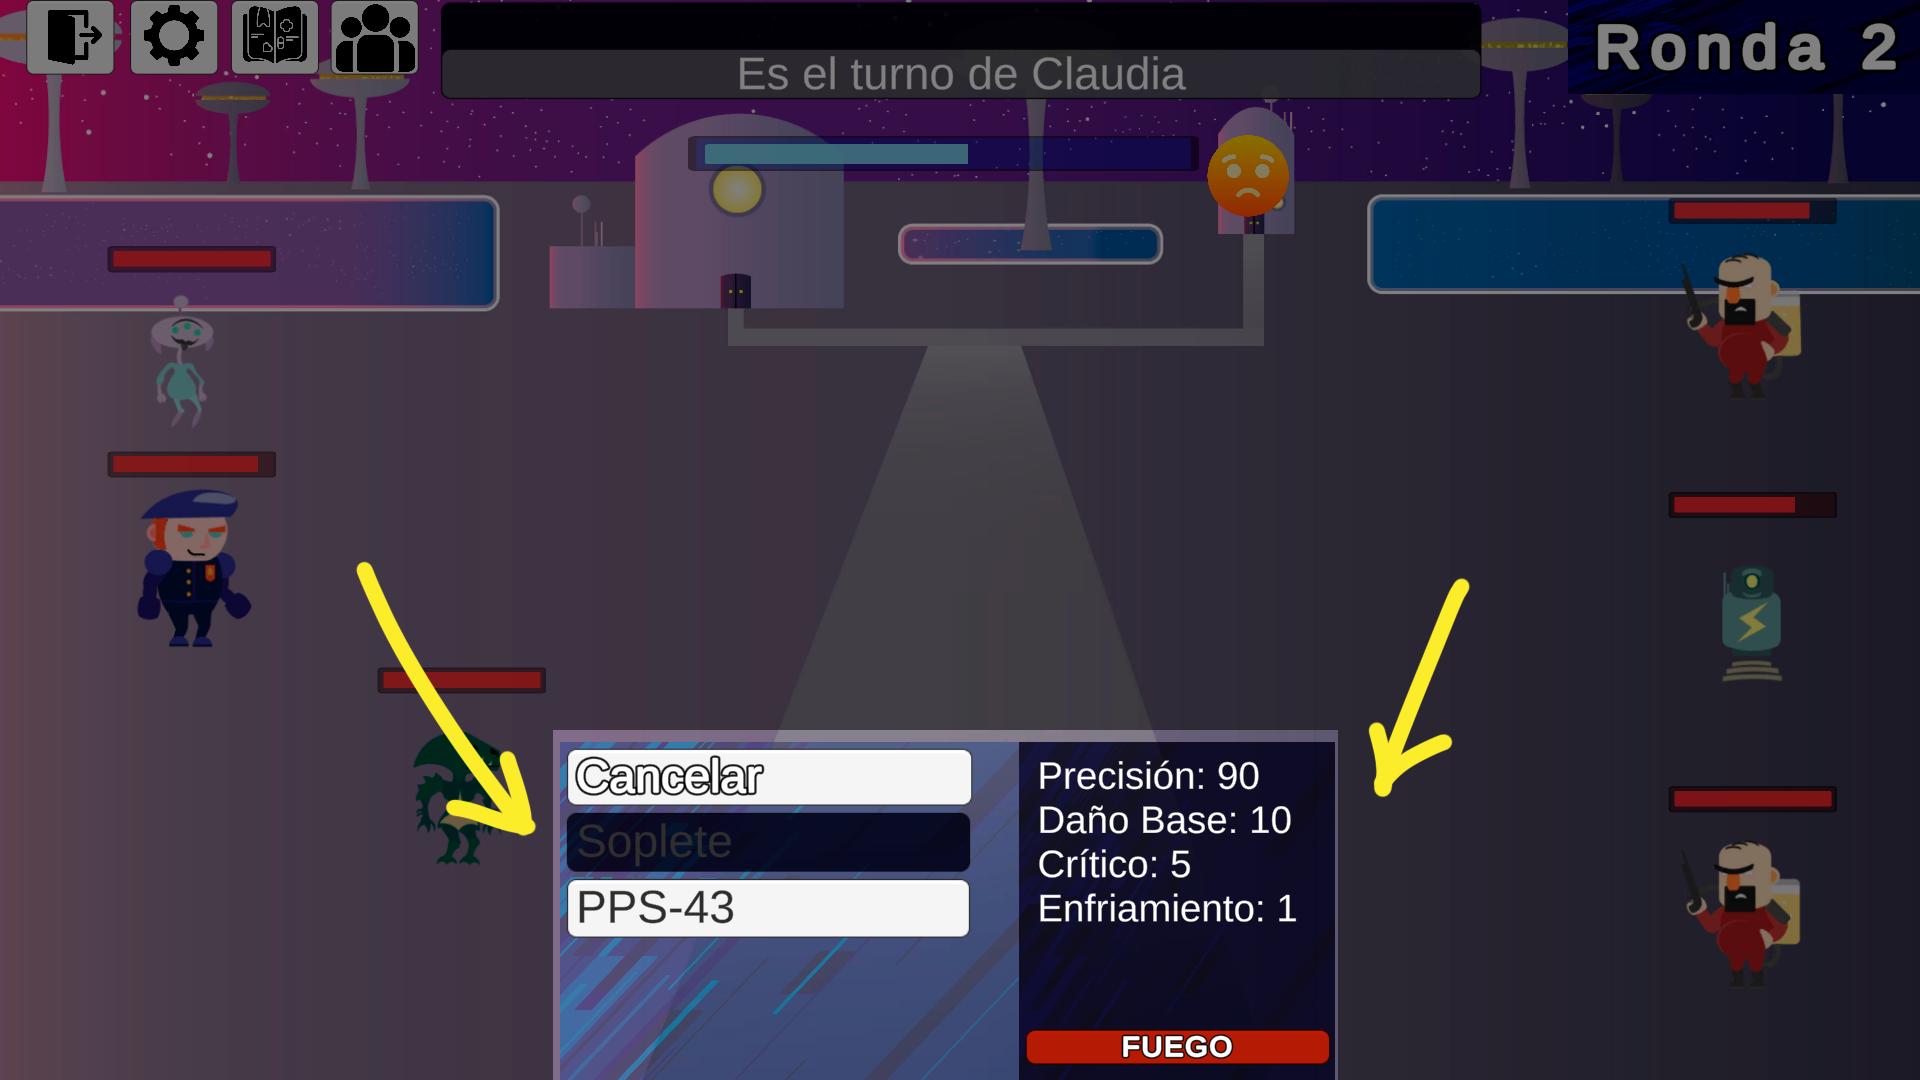 Es el turno de Claudia
Ronda 2
Cancelar
Soplete
PPS-43
Precisión: 90
Daño Base: 10
Crítico: 5
Enfriamiento: 1
FUEGO